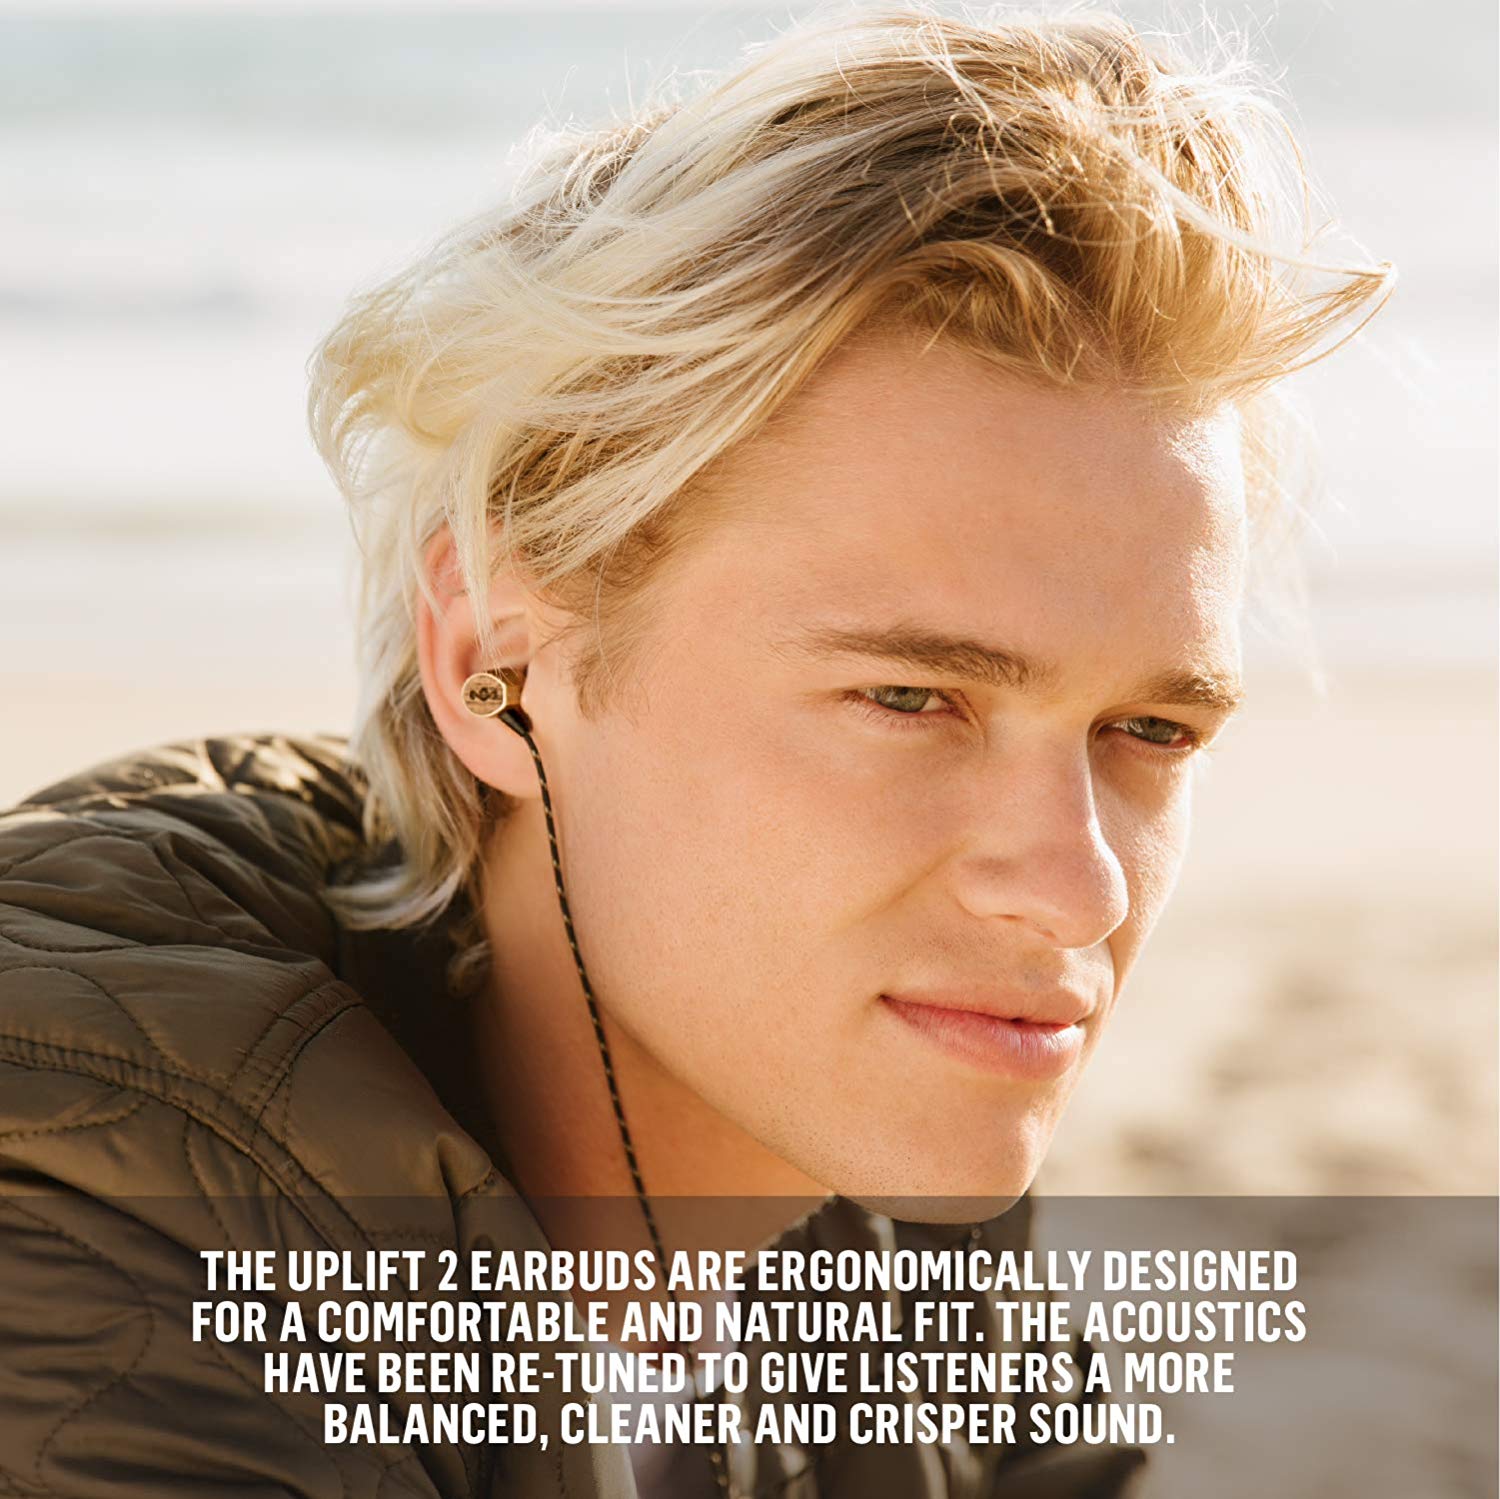 THE UPLIFT 2 EARBUDS ARE ERGONOMICALLY DESIGNED
FOR A COMFORTABLE AND NATURAL FIT. THE ACOUSTICS
HAVE BEEN RE-TUNED TO GIVE LISTENERS A MORE
BALANCED, CLEANER AND CRISPER SOUND.